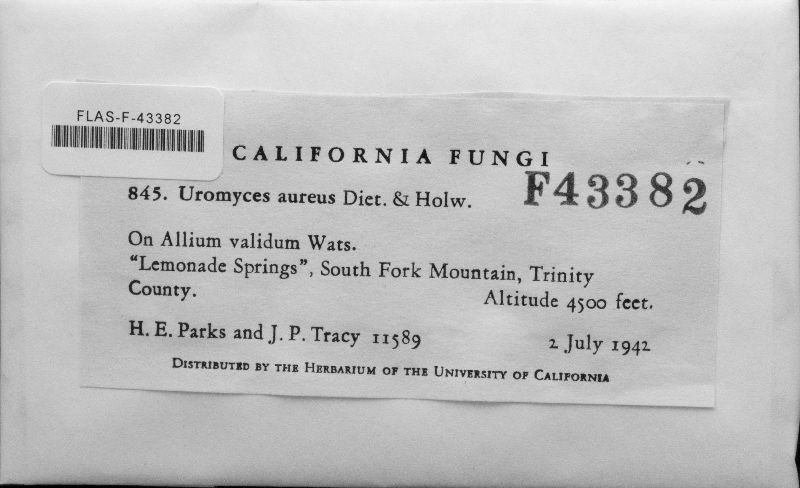 FLAS-F-43382
CALIFORNIA FUNGI
845. Uromyces aureus Diet. & Holw.
F43382
On Allium validum Wats.
"Lemonade Springs", South Fork Mountain, Trinity
County.
Altitude 4500 feet.
H. E. Parks and J. P. Tracy 11589
2 July 1942
Distributed by the Herbarium of the University of California